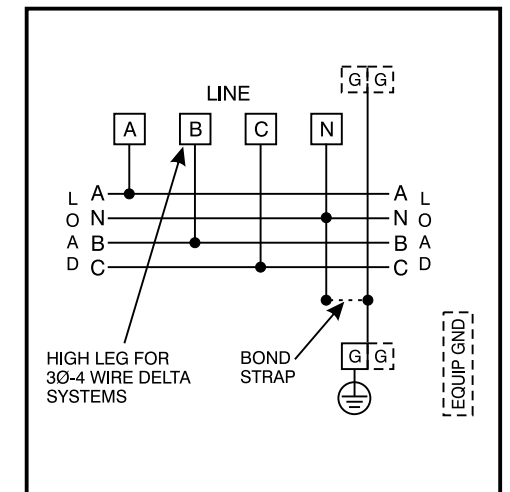 G G
LINE
A B C N
L A A L
O N N O
A B B A
D C C D
HIGH LEG FOR
3Ø-4 WIRE DELTA
SYSTEMS
BOND
STRAP
G G
EQUIP GND